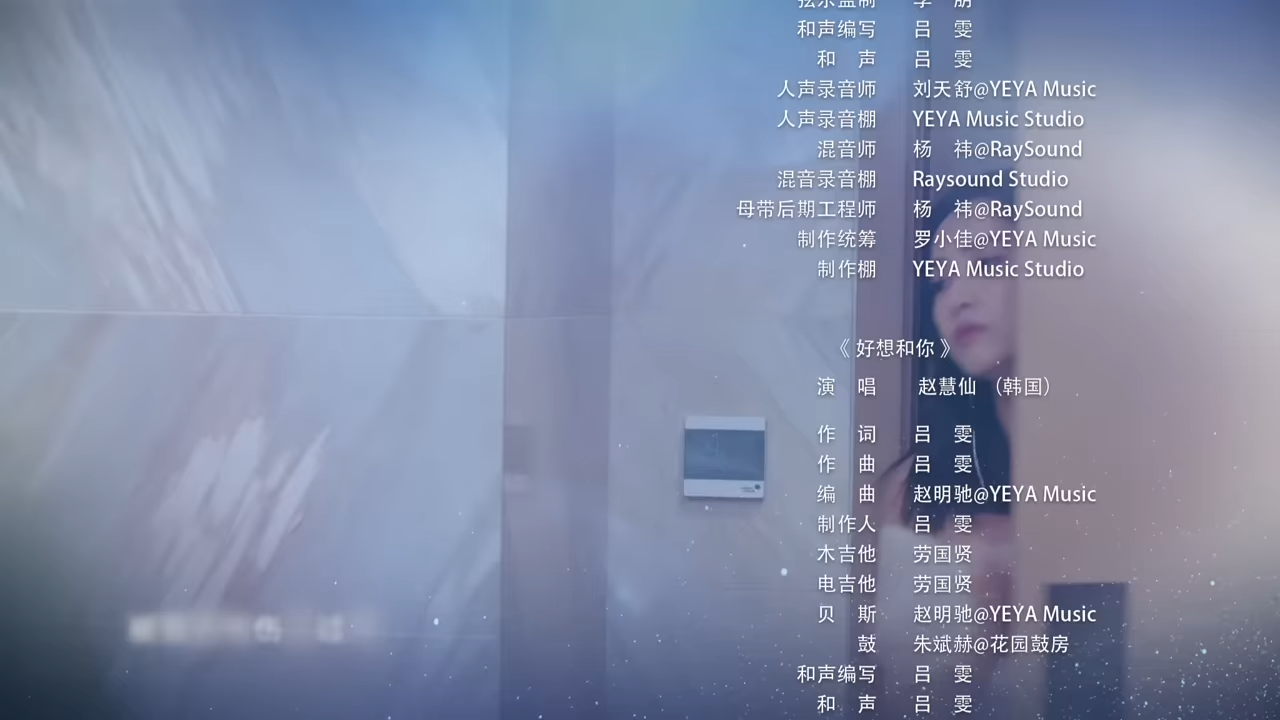 弦乐监制 李 朋
和声编写 吕 雯
和 声 吕 雯
人声录音师 刘天舒@YEYA Music
人声录音棚 YEYA Music Studio
混音师 杨 祎@RaySound
混音录音棚 Raysound Studio
母带后期工程师 杨 祎@RaySound
制作统筹 罗小佳@YEYA Music
制作棚 YEYA Music Studio
《 好想和你 》
演 唱 赵慧仙 （韩国）
作 词 吕 雯
作 曲 吕 雯
编 曲 赵明驰@YEYA Music
制作人 吕 雯
木吉他 劳国贤
电吉他 劳国贤
贝 斯 赵明驰@YEYA Music
鼓 朱斌赫@花园鼓房
和声编写 吕 雯
和 声 吕 雯